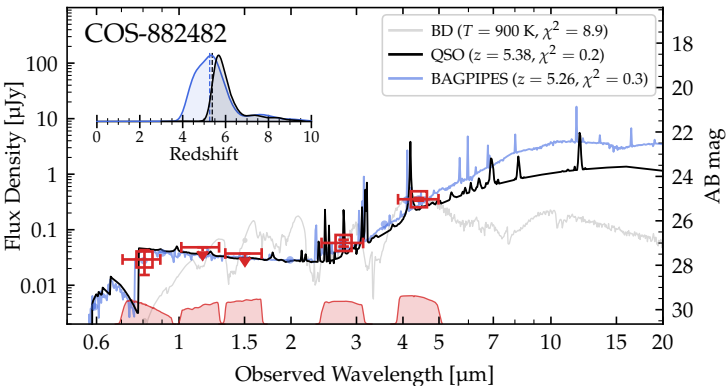 COS-882482
BD (T = 900 K, χ² = 8.9)
QSO (z = 5.38, χ² = 0.2)
BAGPIPES (z = 5.26, χ² = 0.3)
0 2 4 6 8 10
Redshift
100
10
1
0.1
0.01
Flux Density [μJy]
18
20
22
24
26
28
30
AB mag
0.6 1 2 3 4 5 7 10 15 20
Observed Wavelength [μm]